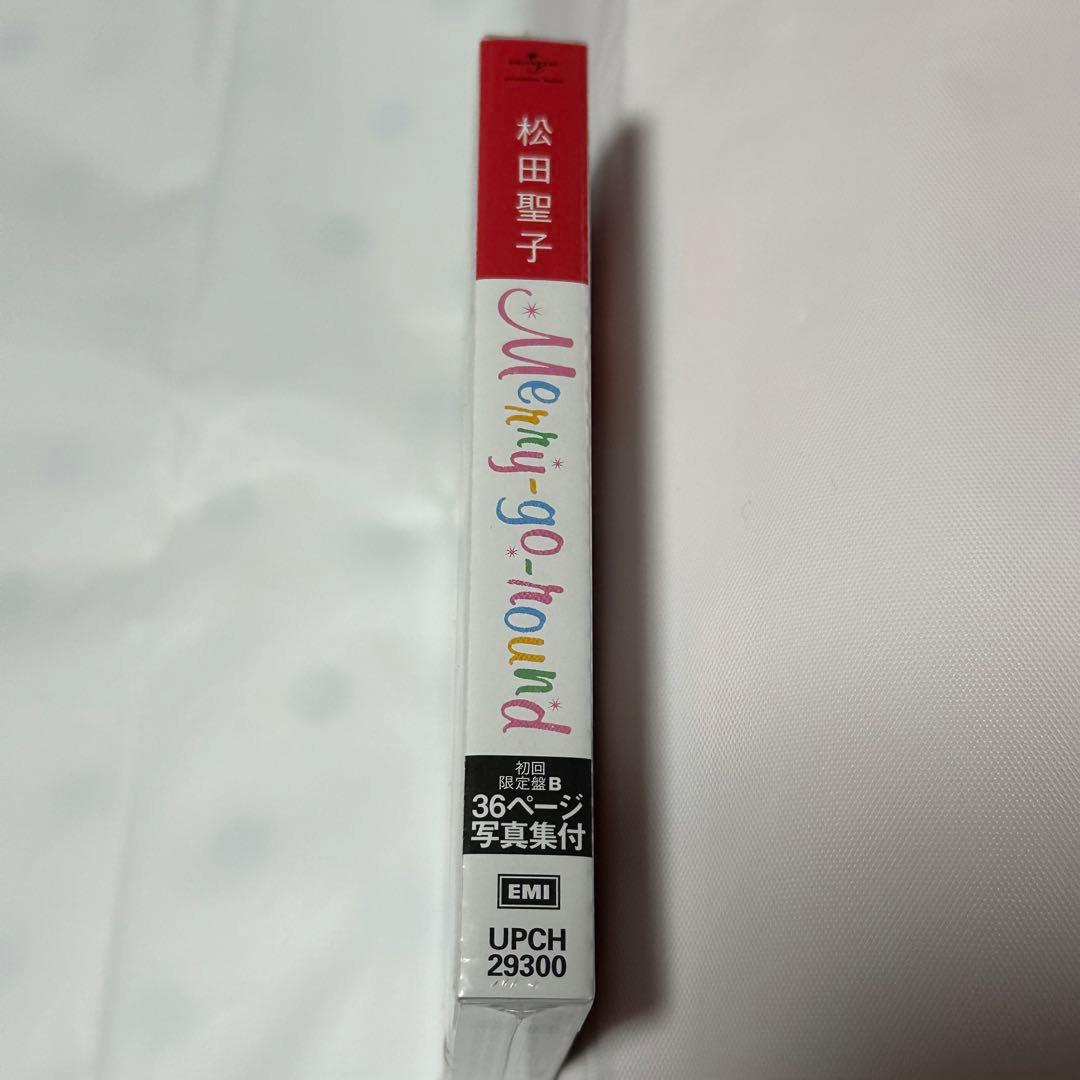 松田聖子
Merry-go-round
初回
限定盤B
36ページ
写真集付
EMI
UPCH
29300